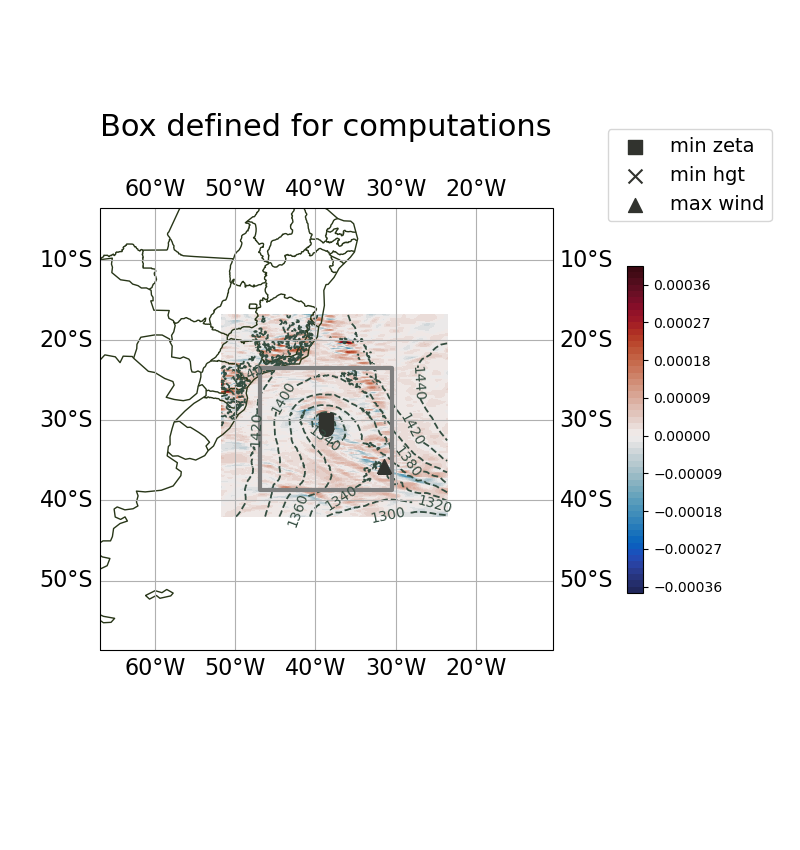 Box defined for computations
min zeta
min hgt
max wind
60°W 50°W 40°W 30°W 20°W
10°S 10°S
20°S 20°S
30°S 30°S
40°S 40°S
50°S 50°S
60°W 50°W 40°W 30°W 20°W
0.00036
0.00027
0.00018
0.00009
0.00000
−0.00009
−0.00018
−0.00027
−0.00036
1440
1400
1420
1420
1380
1340
1360
1320
1300